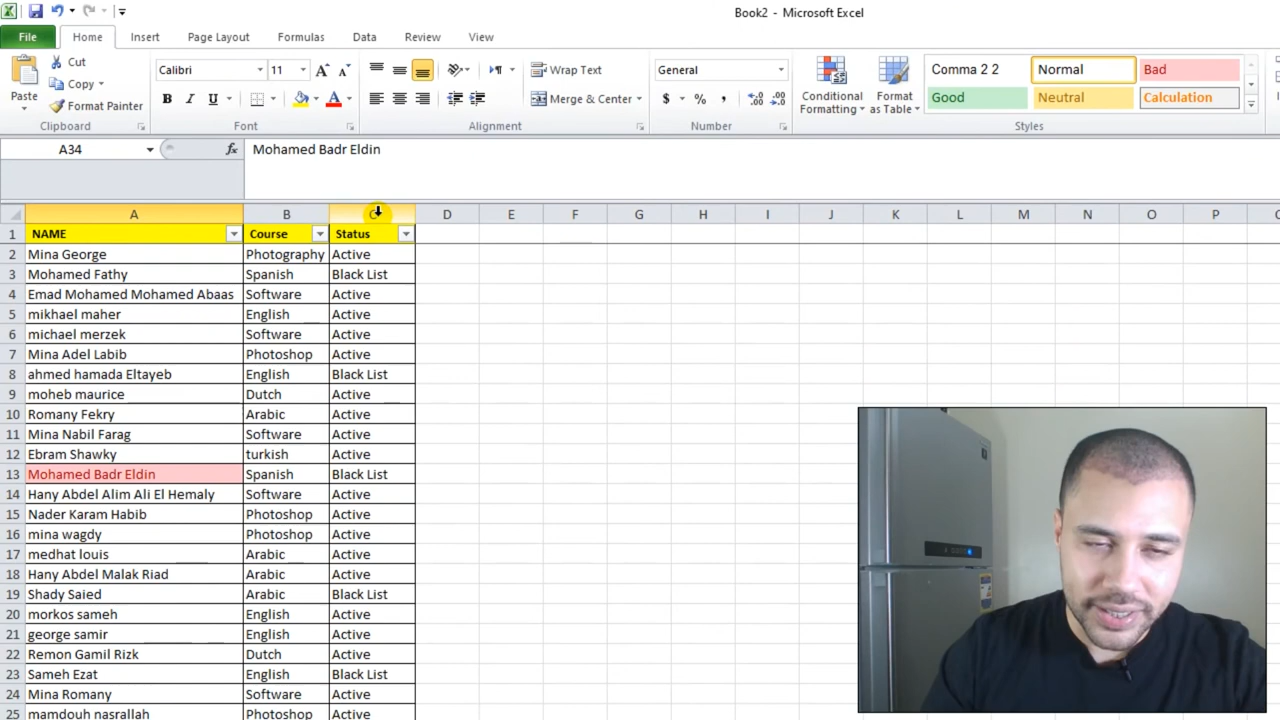 Book2 - Microsoft Excel
File Home Insert Page Layout Formulas Data Review View
Paste Cut Copy Format Painter
Calibri 11
B I U A
Wrap Text
Merge & Center
General
$ % ,
Conditional Formatting
Format as Table
Comma 2 2 Normal Bad
Good Neutral Calculation
Clipboard Font Alignment Number Styles
A34 fx Mohamed Badr Eldin
A B C D E F G H I J K L M N O P
1 NAME Course Status
2 Mina George Photography Active
3 Mohamed Fathy Spanish Black List
4 Emad Mohamed Mohamed Abaas Software Active
5 mikhael maher English Active
6 michael merzek Software Active
7 Mina Adel Labib Photoshop Active
8 ahmed hamada Eltayeb English Black List
9 moheb maurice Dutch Active
10 Romany Fekry Arabic Active
11 Mina Nabil Farag Software Active
12 Ebram Shawky turkish Active
13 Mohamed Badr Eldin Spanish Black List
14 Hany Abdel Alim Ali El Hemaly Software Active
15 Nader Karam Habib Photoshop Active
16 mina wagdy Photoshop Active
17 medhat louis Arabic Active
18 Hany Abdel Malak Riad Arabic Active
19 Shady Saied Arabic Black List
20 morkos sameh English Active
21 george samir English Active
22 Remon Gamil Rizk Dutch Active
23 Sameh Ezat English Black List
24 Mina Romany Software Active
25 mamdouh nasrallah Photoshop Active